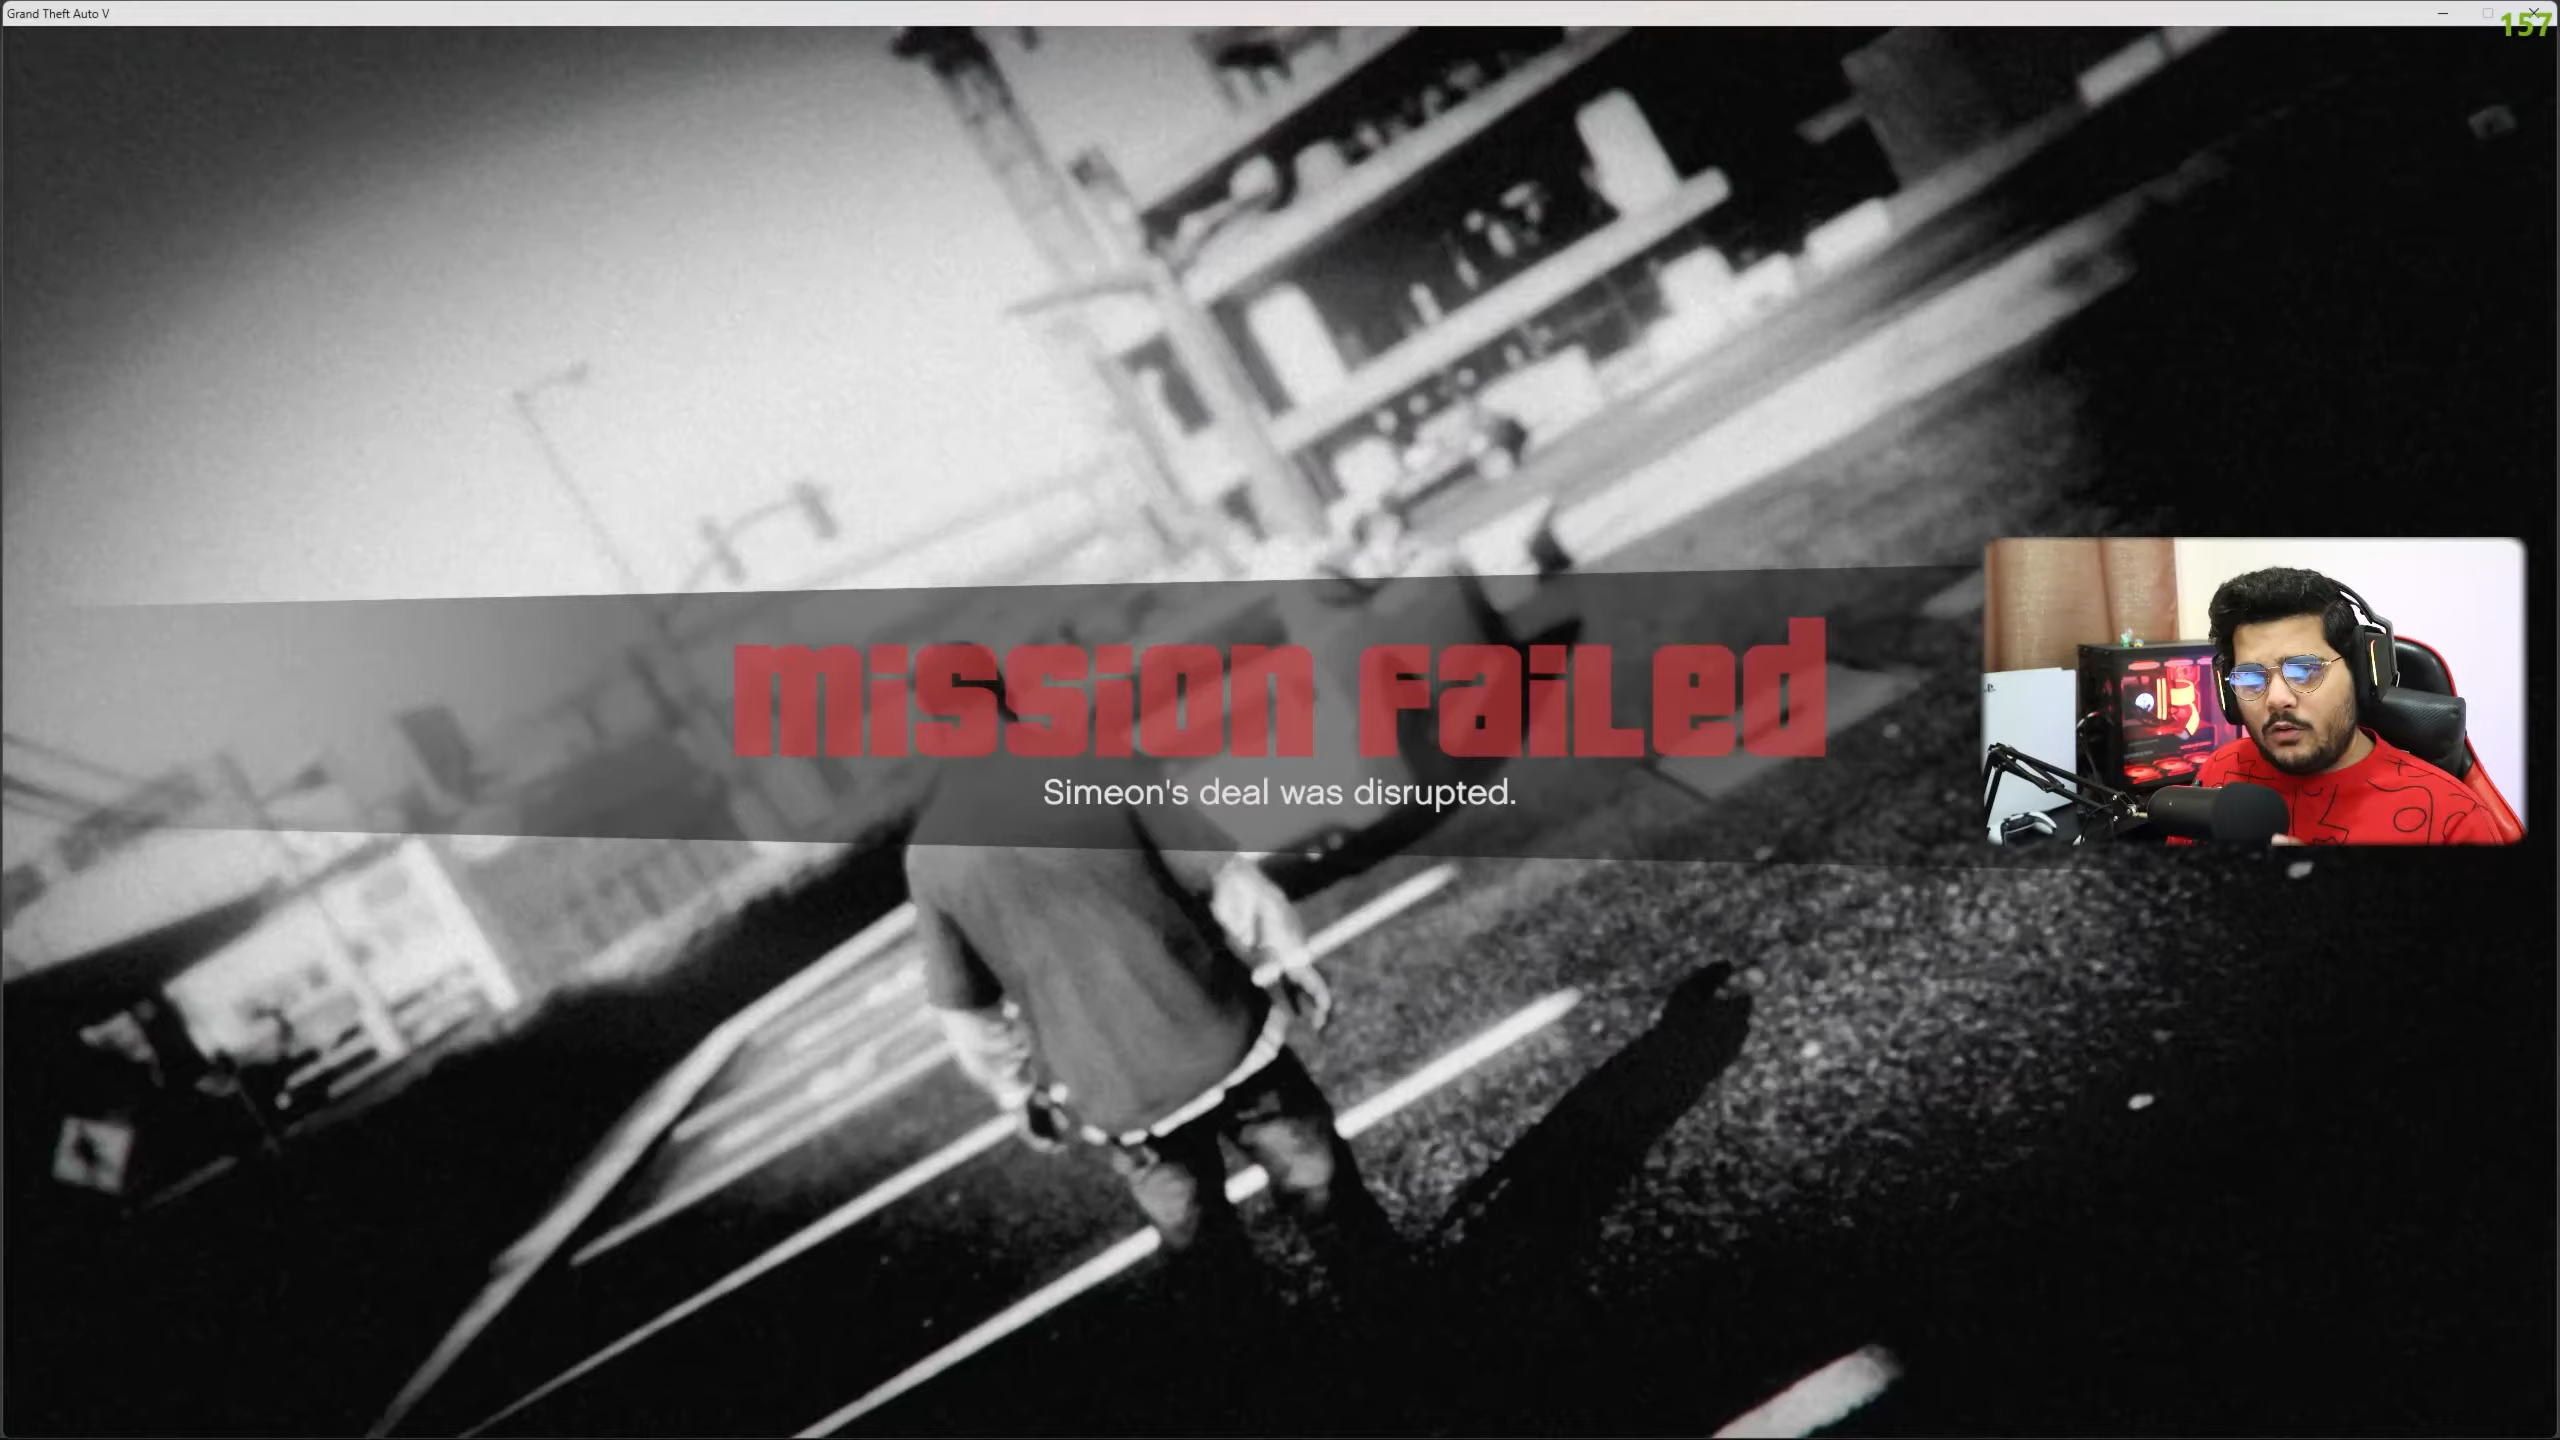 Grand Theft Auto V
157
mission failed
Simeon's deal was disrupted.